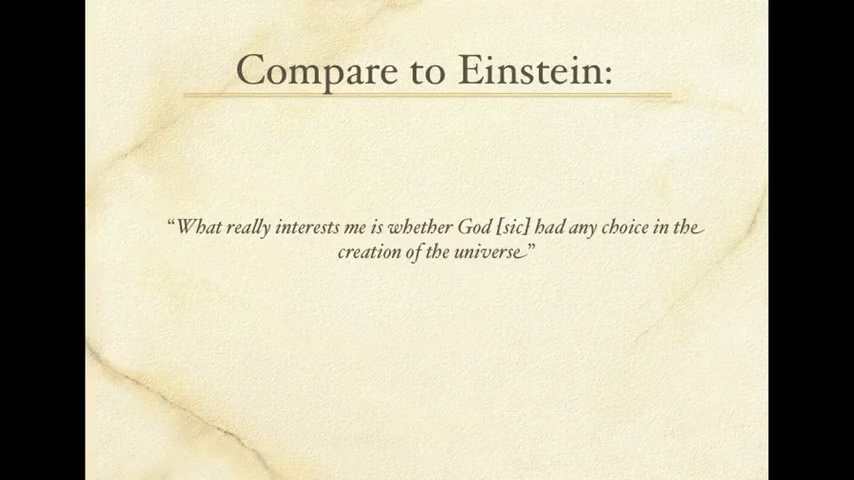 Compare to Einstein:
“What really interests me is whether God [sic] had any choice in the
creation of the universe”